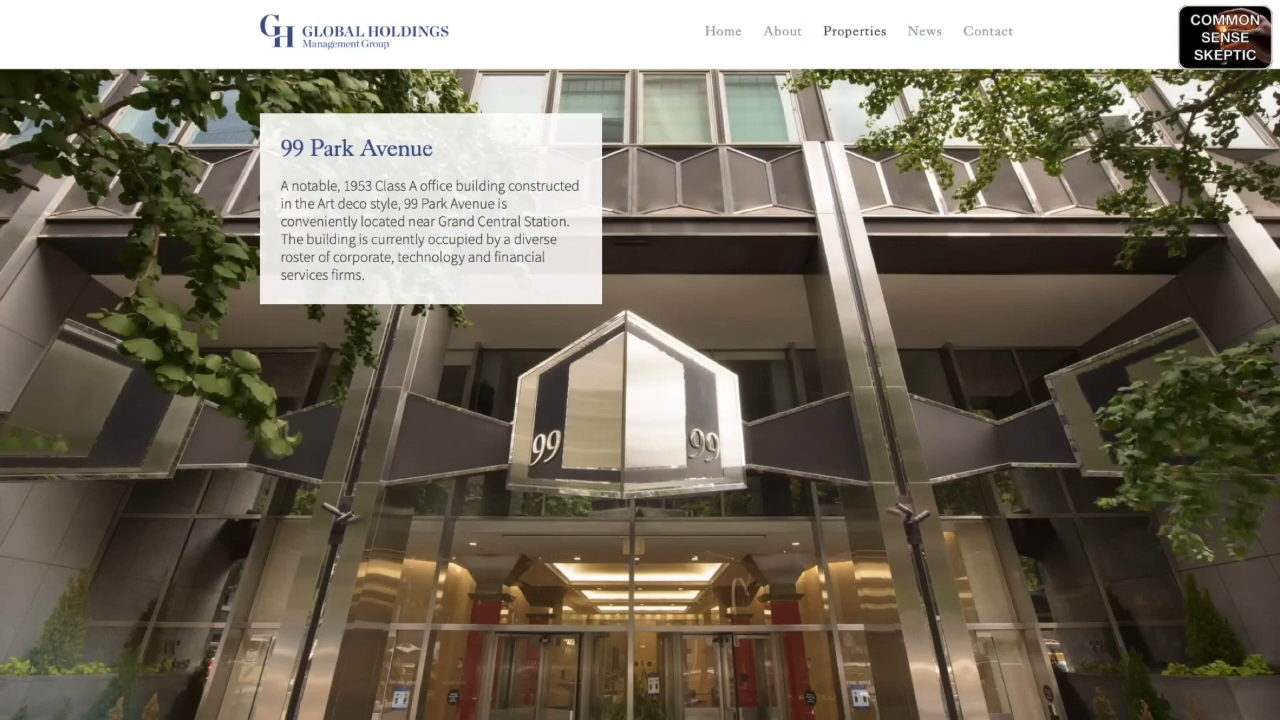 GH GLOBAL HOLDINGS
Management Group
Home About Properties News Contact
COMMON
SENSE
SKEPTIC
99 Park Avenue
A notable, 1953 Class A office building constructed
in the Art deco style, 99 Park Avenue is
conveniently located near Grand Central Station.
The building is currently occupied by a diverse
roster of corporate, technology and financial
services firms.
99 99